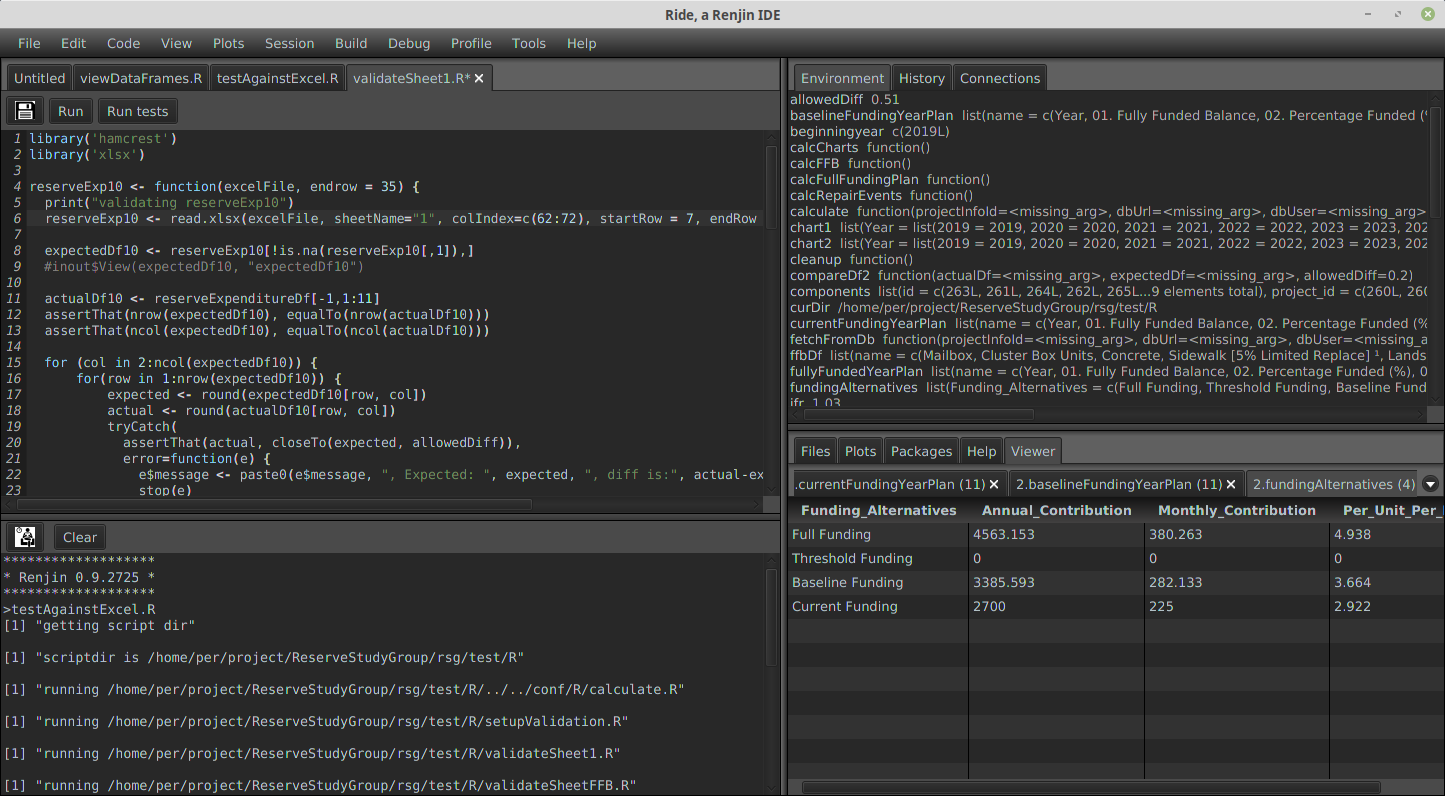 Ride, a Renjin IDE
File Edit Code View Plots Session Build Debug Profile Tools Help
Untitled viewDataFrames.R testAgainstExcel.R validateSheet1.R*
Run Run tests
1 library('hamcrest')
2 library('xlsx')
3
4 reserveExp10 <- function(excelFile, endrow = 35) {
5 print("validating reserveExp10")
6 reserveExp10 <- read.xlsx(excelFile, sheetName="1", colIndex=c(62:72), startRow = 7, endRow
7
8 expectedDf10 <- reserveExp10[!is.na(reserveExp10[,1]),]
9 #inout$View(expectedDf10, "expectedDf10")
10
11 actualDf10 <- reserveExpenditureDf[-1,1:11]
12 assertThat(nrow(expectedDf10), equalTo(nrow(actualDf10)))
13 assertThat(ncol(expectedDf10), equalTo(ncol(actualDf10)))
14
15 for (col in 2:ncol(expectedDf10)) {
16 for(row in 1:nrow(expectedDf10)) {
17 expected <- round(expectedDf10[row, col])
18 actual <- round(actualDf10[row, col])
19 tryCatch(
20 assertThat(actual, closeTo(expected, allowedDiff)),
21 error=function(e) {
22 e$message <- paste0(e$message, ", Expected: ", expected, ", diff is:", actual-ex
23 stop(e)
Clear
*******************
* Renjin 0.9.2725 *
*******************
>testAgainstExcel.R
[1] "getting script dir"
[1] "scriptdir is /home/per/project/ReserveStudyGroup/rsg/test/R"
[1] "running /home/per/project/ReserveStudyGroup/rsg/test/R/../../conf/R/calculate.R"
[1] "running /home/per/project/ReserveStudyGroup/rsg/test/R/setupValidation.R"
[1] "running /home/per/project/ReserveStudyGroup/rsg/test/R/validateSheet1.R"
[1] "running /home/per/project/ReserveStudyGroup/rsg/test/R/validateSheetFFB.R"
Environment History Connections
allowedDiff 0.51
baselineFundingYearPlan list(name = c(Year, 01. Fully Funded Balance, 02. Percentage Funded (%
beginningyear c(2019L)
calcCharts function()
calcFFB function()
calcFullFundingPlan function()
calcRepairEvents function()
calculate function(projectInfoId=<missing_arg>, dbUrl=<missing_arg>, dbUser=<missing_arg>
chart1 list(Year = list(2019 = 2019, 2020 = 2020, 2021 = 2021, 2022 = 2022, 2023 = 2023, 202
chart2 list(Year = list(2019 = 2019, 2020 = 2020, 2021 = 2021, 2022 = 2022, 2023 = 2023, 202
cleanup function()
compareDf2 function(actualDf=<missing_arg>, expectedDf=<missing_arg>, allowedDiff=0.2)
components list(id = c(263L, 261L, 264L, 262L, 265L...9 elements total), project_id = c(260L, 260
curDir /home/per/project/ReserveStudyGroup/rsg/test/R
currentFundingYearPlan list(name = c(Year, 01. Fully Funded Balance, 02. Percentage Funded (%
fetchFromDb function(projectInfoId=<missing_arg>, dbUrl=<missing_arg>, dbUser=<missing_a
ffbDf list(name = c(Mailbox, Cluster Box Units, Concrete, Sidewalk [5% Limited Replace] ¹, Lands
fullyFundedYearPlan list(name = c(Year, 01. Fully Funded Balance, 02. Percentage Funded (%), 0
fundingAlternatives list(Funding_Alternatives = c(Full Funding, Threshold Funding, Baseline Fund
ifr 1.03
Files Plots Packages Help Viewer
.currentFundingYearPlan (11) 2.baselineFundingYearPlan (11) 2.fundingAlternatives (4)
Funding_Alternatives Annual_Contribution Monthly_Contribution Per_Unit_Per_
Full Funding 4563.153 380.263 4.938
Threshold Funding 0 0 0
Baseline Funding 3385.593 282.133 3.664
Current Funding 2700 225 2.922